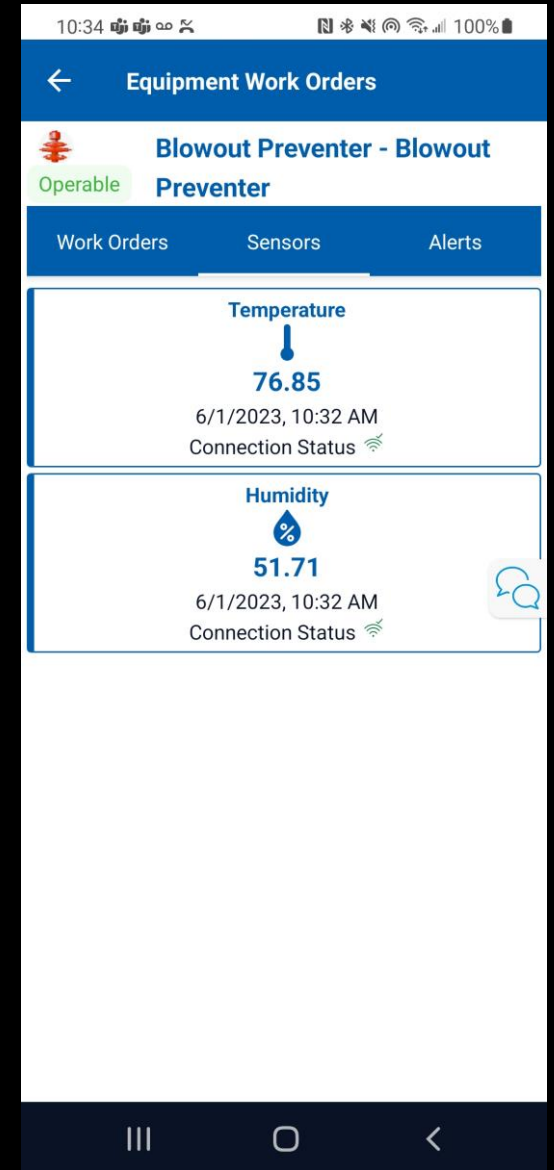 10:34 100%
Equipment Work Orders
Operable
Blowout Preventer - Blowout
Preventer
Work Orders Sensors Alerts
Temperature
76.85
6/1/2023, 10:32 AM
Connection Status
Humidity
%
51.71
6/1/2023, 10:32 AM
Connection Status